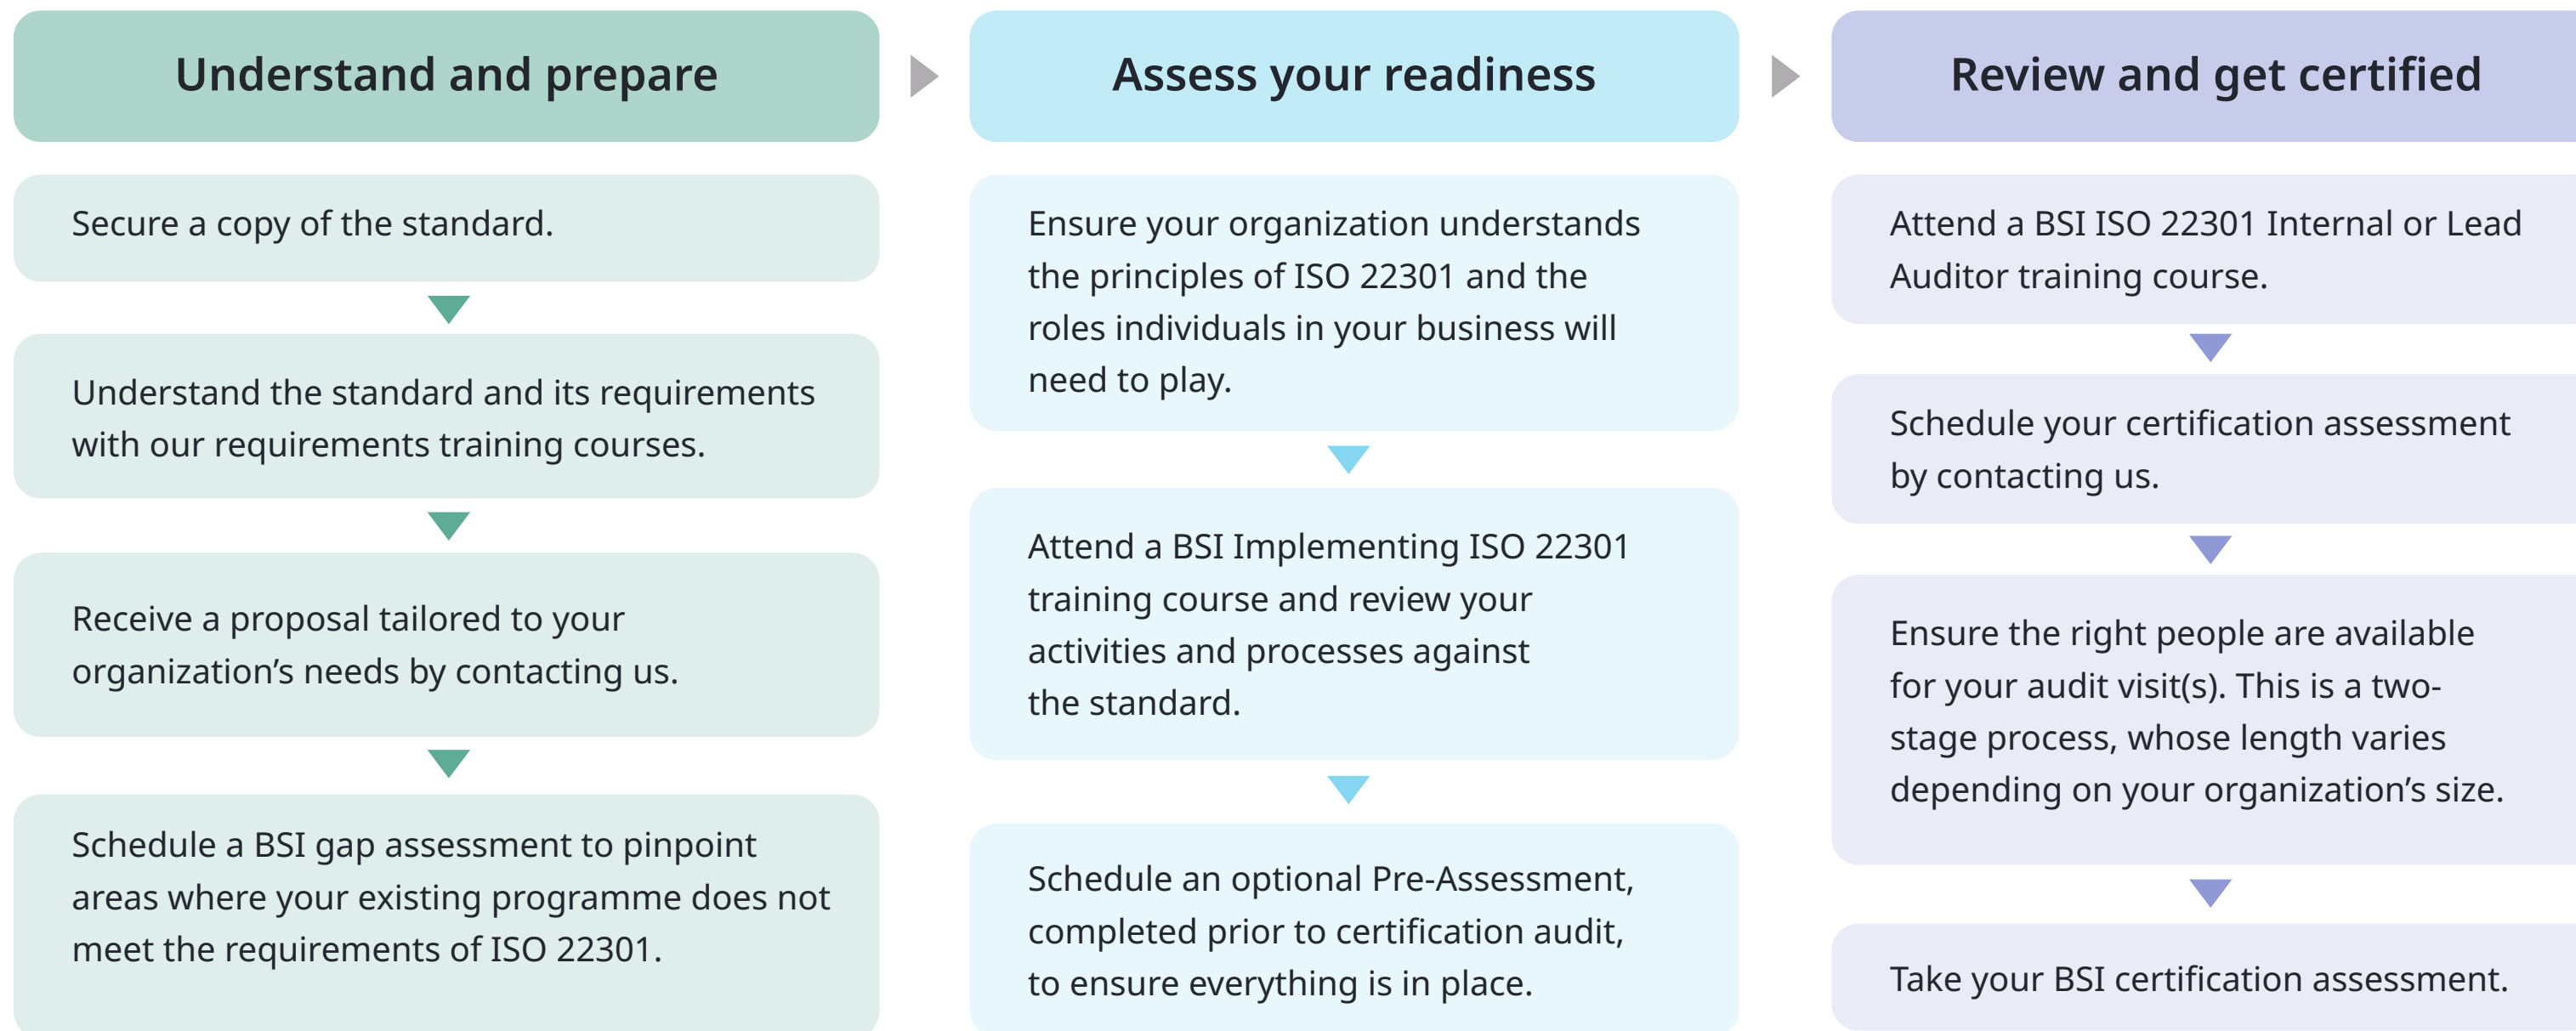 Understand and prepare
Secure a copy of the standard.
Understand the standard and its requirements
with our requirements training courses.
Receive a proposal tailored to your
organization’s needs by contacting us.
Schedule a BSI gap assessment to pinpoint
areas where your existing programme does not
meet the requirements of ISO 22301.
Assess your readiness
Ensure your organization understands
the principles of ISO 22301 and the
roles individuals in your business will
need to play.
Attend a BSI Implementing ISO 22301
training course and review your
activities and processes against
the standard.
Schedule an optional Pre-Assessment,
completed prior to certification audit,
to ensure everything is in place.
Review and get certified
Attend a BSI ISO 22301 Internal or Lead
Auditor training course.
Schedule your certification assessment
by contacting us.
Ensure the right people are available
for your audit visit(s). This is a two-
stage process, whose length varies
depending on your organization’s size.
Take your BSI certification assessment.